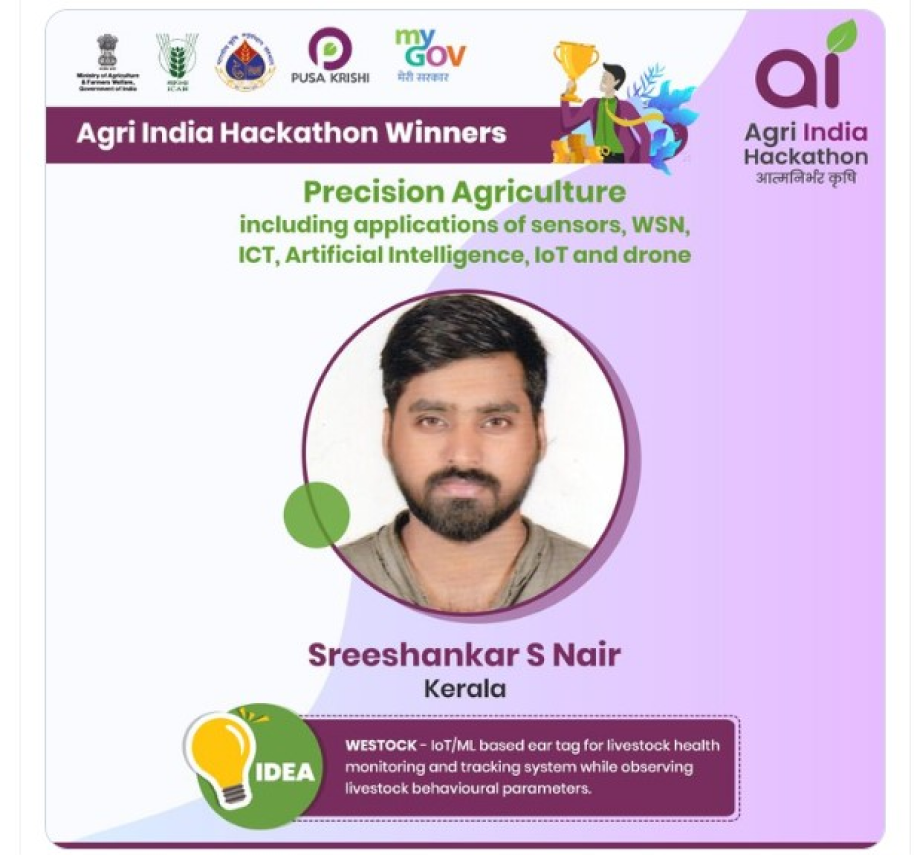 Ministry of Agriculture
& Farmers Welfare,
Government of India
ICAR
PUSA KRISHI
my
GOV
मेरी सरकार
ai
Agri India
Hackathon
आत्मनिर्भर कृषि
Agri India Hackathon Winners
Precision Agriculture
including applications of sensors, WSN,
ICT, Artificial Intelligence, IoT and drone
Sreeshankar S Nair
Kerala
IDEA
WESTOCK - IoT/ML based ear tag for livestock health
monitoring and tracking system while observing
livestock behavioural parameters.